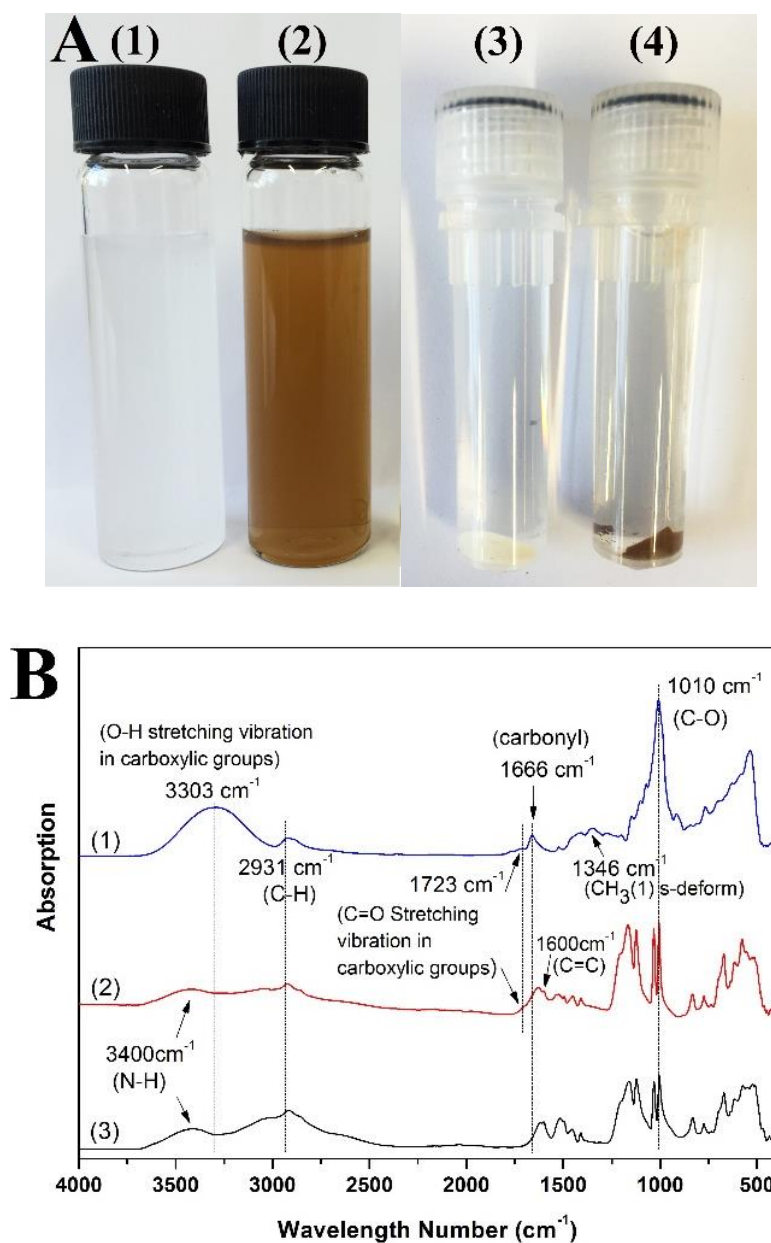 A (1) (2) (3) (4)
B
1010 cm⁻¹
(C-O)
(O-H stretching vibration
in carboxylic groups)
3303 cm⁻¹
(carbonyl)
1666 cm⁻¹
(1)
2931 cm⁻¹
(C-H)
1723 cm⁻¹
1346 cm⁻¹
(CH₃(1) s-deform)
(C=O Stretching
vibration in
carboxylic groups)
1600cm⁻¹
(C=C)
(2)
3400cm⁻¹
(N-H)
(3)
Absorption
4000 3500 3000 2500 2000 1500 1000 500
Wavelength Number (cm⁻¹)